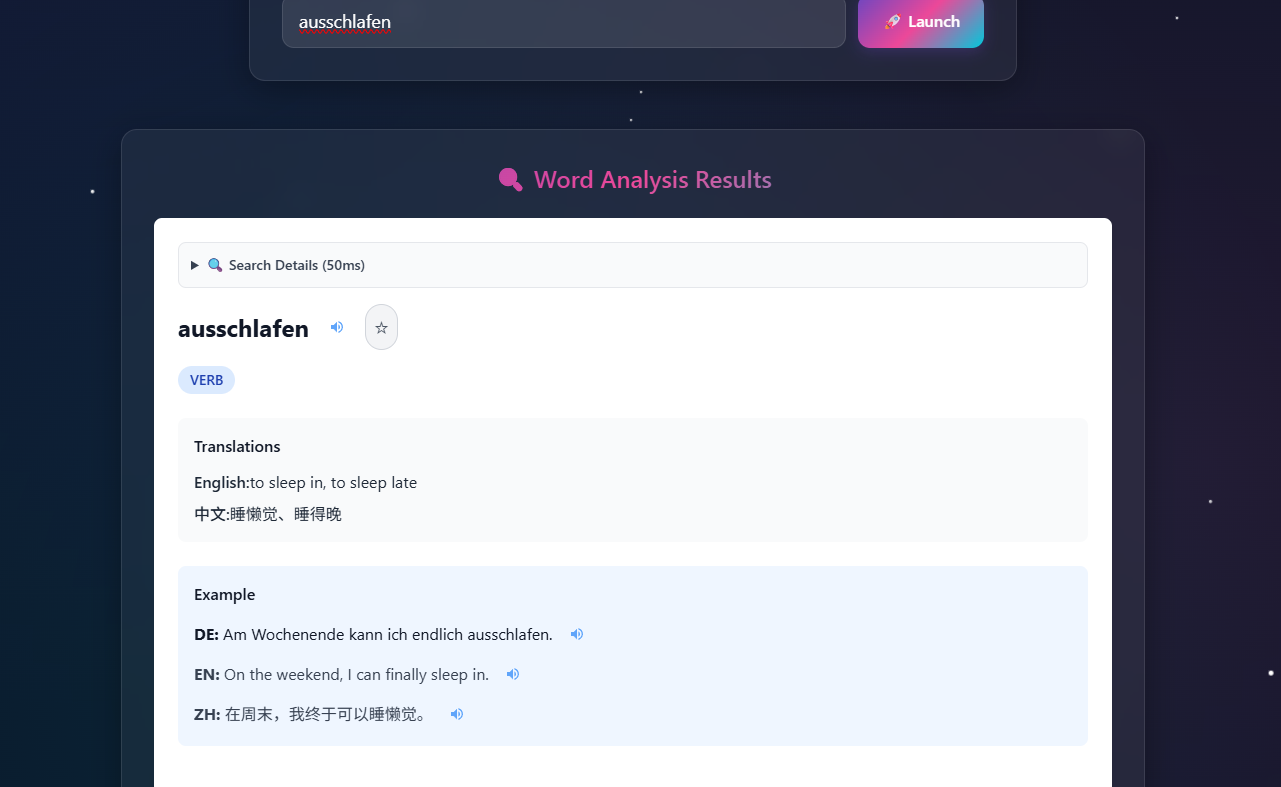 ausschlafen
🚀 Launch
🔍 Word Analysis Results
▶ 🔍 Search Details (50ms)
ausschlafen 🔊 ☆
VERB
Translations
English:to sleep in, to sleep late
中文:睡懒觉、睡得晚
Example
DE: Am Wochenende kann ich endlich ausschlafen. 🔊
EN: On the weekend, I can finally sleep in. 🔊
ZH: 在周末，我终于可以睡懒觉。 🔊